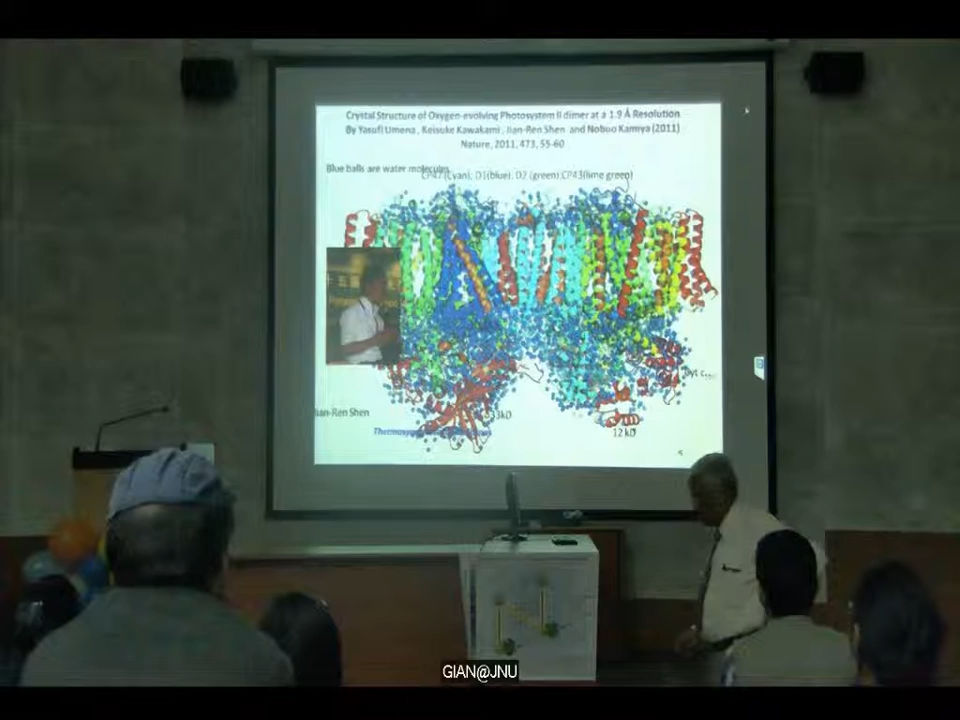 Crystal Structure of Oxygen-evolving Photosystem II dimer at a 1.9 Å Resolution
By Yasufi Umena , Keisuke Kawakami , Jian-Ren Shen and Nobuo Kamiya (2011)
Nature, 2011, 473, 55-60
Blue balls are water molecules
CP47(Cyan); D1(blue), D2 (green) CP43(lime green)
Jian-Ren Shen
33kD
12 kD
GIAN@JNU